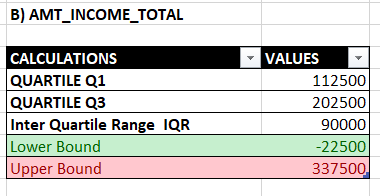 B) AMT_INCOME_TOTAL
CALCULATIONS VALUES
QUARTILE Q1 112500
QUARTILE Q3 202500
Inter Quartile Range  IQR 90000
Lower Bound -22500
Upper Bound 337500